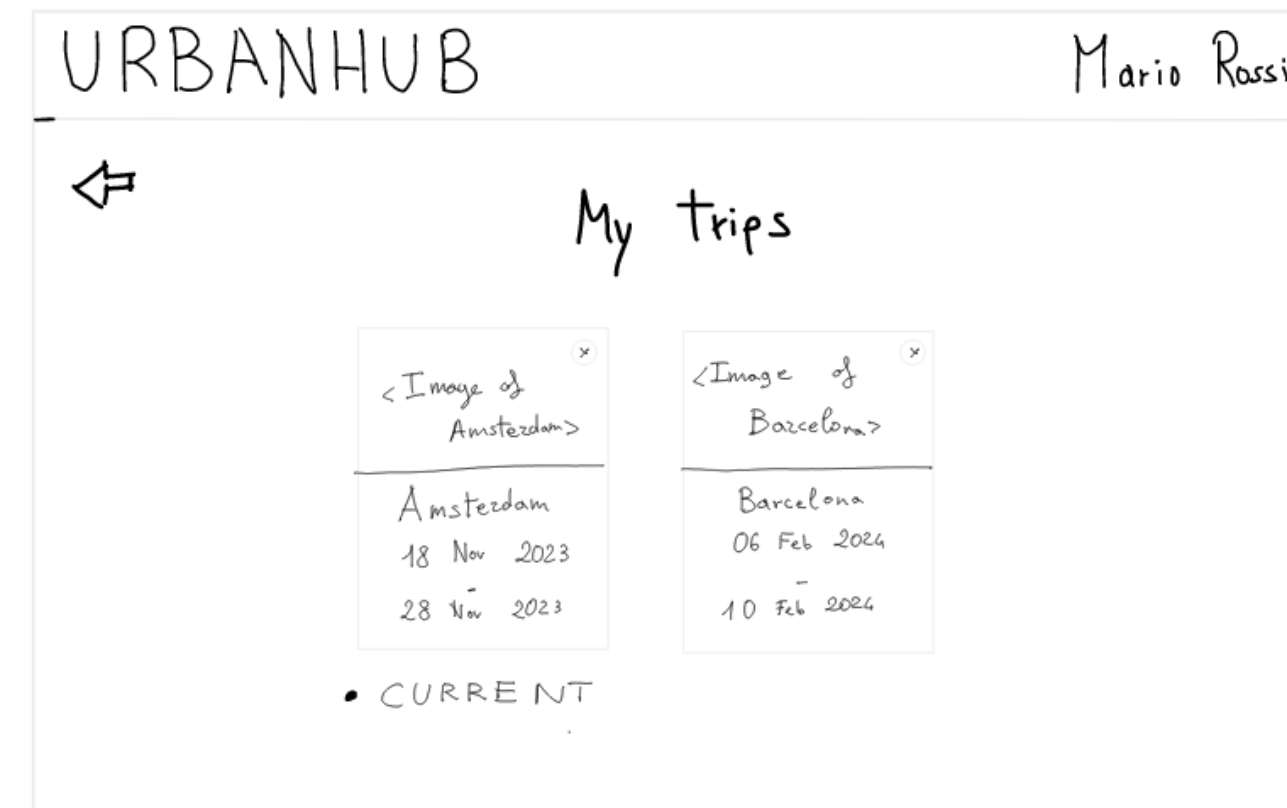 URBANHUB
Mario Rossi
My trips
<Image of
Amsterdam>
Amsterdam
18 Nov 2023
-
28 Nov 2023
• CURRENT
x
<Image of
Barcelona>
x
Barcelona
06 Feb 2024
-
10 Feb 2024